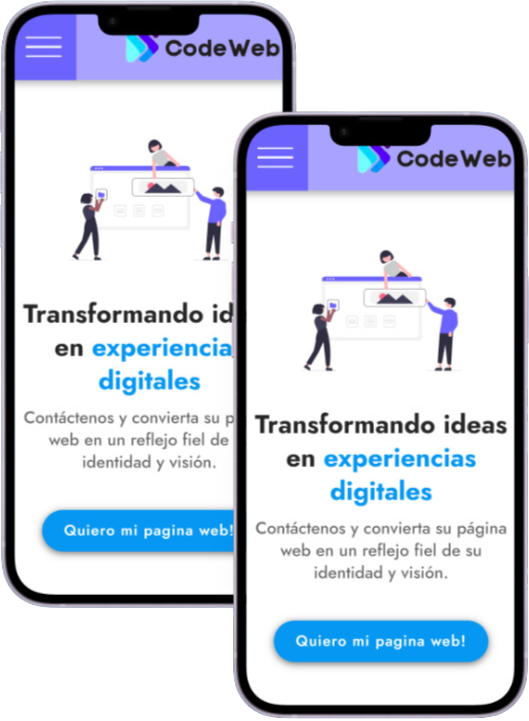 CodeWeb
Transformando id
en experiencia
digitales
Contáctenos y convierta su p
web en un reflejo fiel de
identidad y visión.
Quiero mi pagina web!
CodeWeb
Transformando ideas
en experiencias
digitales
Contáctenos y convierta su página
web en un reflejo fiel de su
identidad y visión.
Quiero mi pagina web!